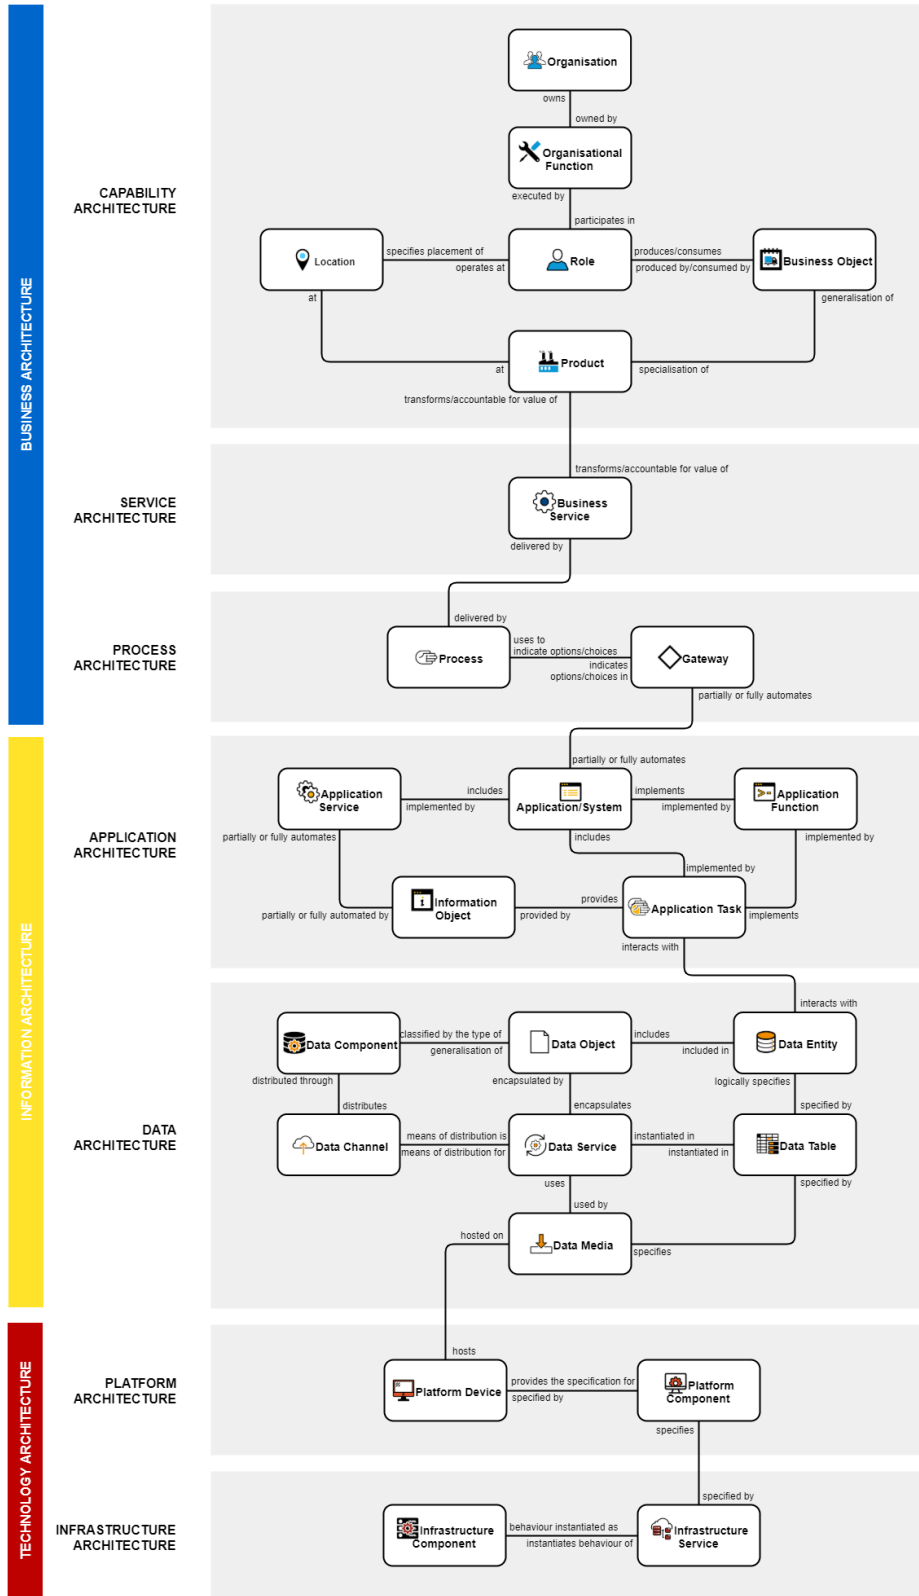 Organisation
owns
owned by
Organisational
Function
executed by
CAPABILITY
ARCHITECTURE
participates in
Location
specifies placement of
operates at
Role
produces/consumes
produced by/consumed by
Business Object
at
generalisation of
at
Product
specialisation of
transforms/accountable for value of
BUSINESS ARCHITECTURE
transforms/accountable for value of
SERVICE
ARCHITECTURE
Business
Service
delivered by
delivered by
PROCESS
ARCHITECTURE
Process
uses to
indicate options/choices
indicates
options/choices in
Gateway
partially or fully automates
partially or fully automates
Application
Service
includes
implemented by
Application/System
implements
implemented by
Application
Function
APPLICATION
ARCHITECTURE
partially or fully automates
includes
implemented by
implemented by
partially or fully automated by
Information
Object
provides
provided by
Application Task
implements
interacts with
INFORMATION ARCHITECTURE
interacts with
Data Component
classified by the type of
generalisation of
Data Object
includes
included in
Data Entity
distributed through
encapsulated by
logically specifies
distributes
encapsulates
specified by
DATA
ARCHITECTURE
Data Channel
means of distribution is
means of distribution for
Data Service
instantiated in
instantiated in
Data Table
uses
specified by
used by
hosted on
Data Media
specifies
hosts
PLATFORM
ARCHITECTURE
Platform Device
provides the specification for
specified by
Platform
Component
specifies
TECHNOLOGY ARCHITECTURE
specified by
INFRASTRUCTURE
ARCHITECTURE
Infrastructure
Component
behaviour instantiated as
instantiates behaviour of
Infrastructure
Service